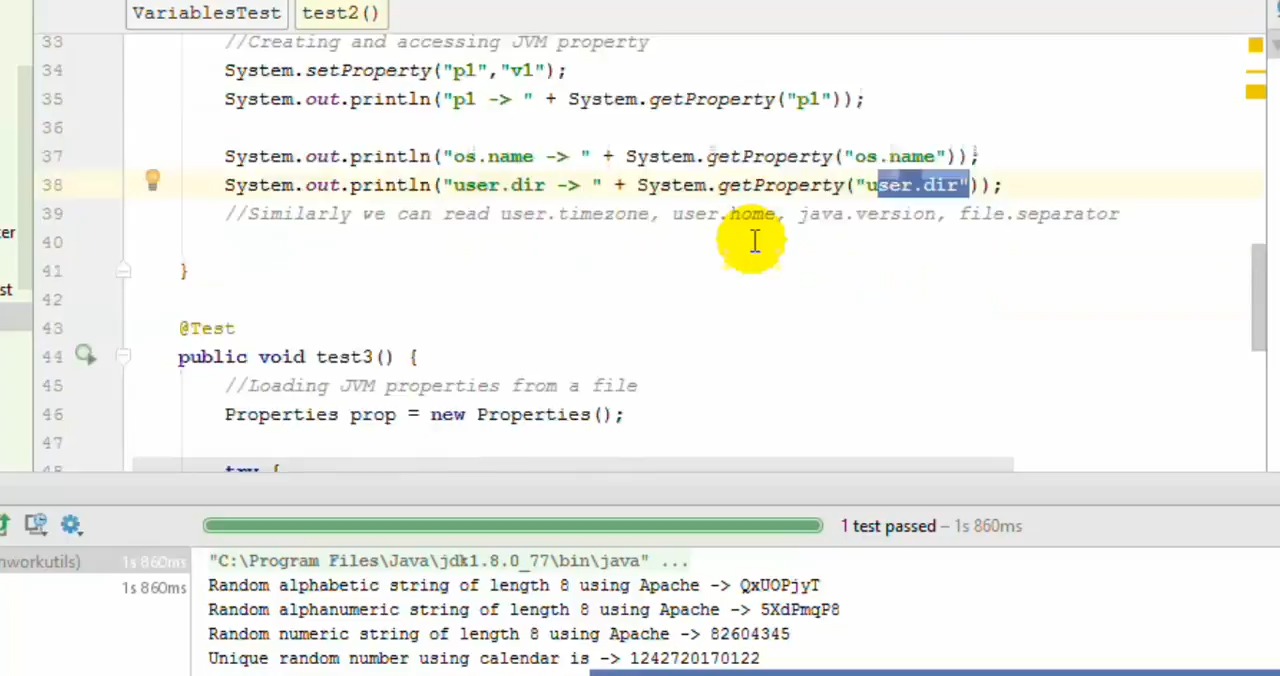 VariablesTest test2()
33 //Creating and accessing JVM property
34 System.setProperty("p1","v1");
35 System.out.println("p1 -> " + System.getProperty("p1"));
36
37 System.out.println("os.name -> " + System.getProperty("os.name"));
38 System.out.println("user.dir -> " + System.getProperty("user.dir"));
39 //Similarly we can read user.timezone, user.home, java.version, file.separator
ter
40
41 }
st
42
43 @Test
44 public void test3() {
45 //Loading JVM properties from a file
46 Properties prop = new Properties();
47
48 try {
1 test passed – 1s 860ms
nworkutils) 1s 860ms "C:\Program Files\Java\jdk1.8.0_77\bin\java" ...
1s 860ms Random alphabetic string of length 8 using Apache -> QxUOPjyT
Random alphanumeric string of length 8 using Apache -> 5XdPmqP8
Random numeric string of length 8 using Apache -> 82604345
Unique random number using calendar is -> 1242720170122